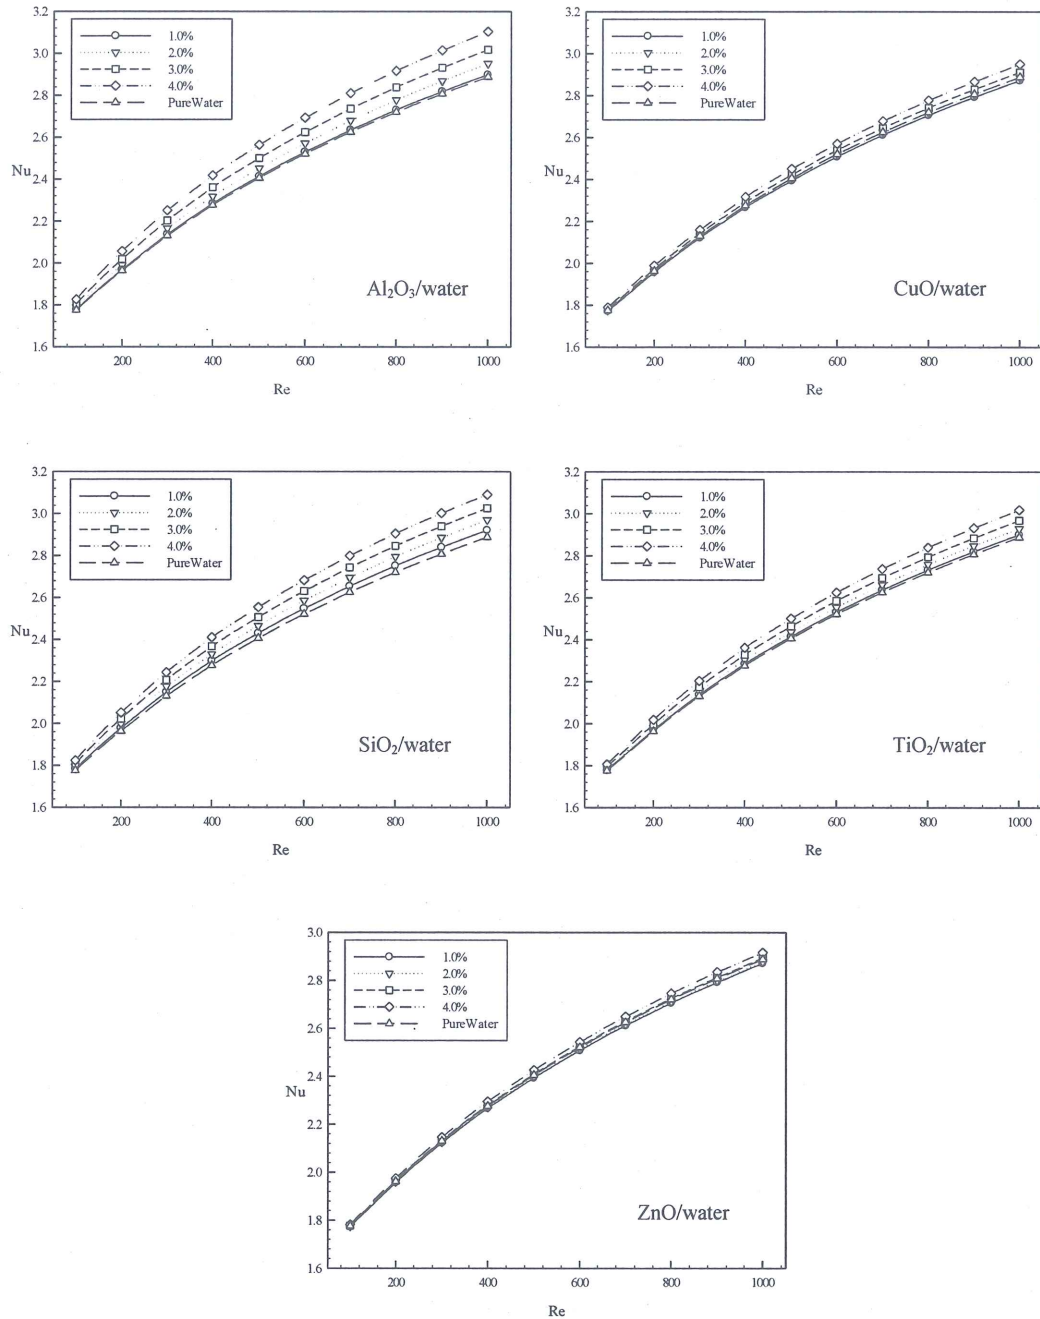 3.2
3.0
2.8
2.6
2.4
2.2
2.0
1.8
1.6
Nu
1.0%
2.0%
3.0%
4.0%
PureWater
Al₂O₃/water
200 400 600 800 1000
Re
3.2
3.0
2.8
2.6
2.4
2.2
2.0
1.8
1.6
Nu
1.0%
2.0%
3.0%
4.0%
PureWater
CuO/water
200 400 600 800 1000
Re
3.2
3.0
2.8
2.6
2.4
2.2
2.0
1.8
1.6
Nu
1.0%
2.0%
3.0%
4.0%
PureWater
SiO₂/water
200 400 600 800 1000
Re
3.2
3.0
2.8
2.6
2.4
2.2
2.0
1.8
1.6
Nu
1.0%
2.0%
3.0%
4.0%
PureWater
TiO₂/water
200 400 600 800 1000
Re
3.0
2.8
2.6
2.4
2.2
2.0
1.8
1.6
Nu
1.0%
2.0%
3.0%
4.0%
PureWater
ZnO/water
200 400 600 800 1000
Re